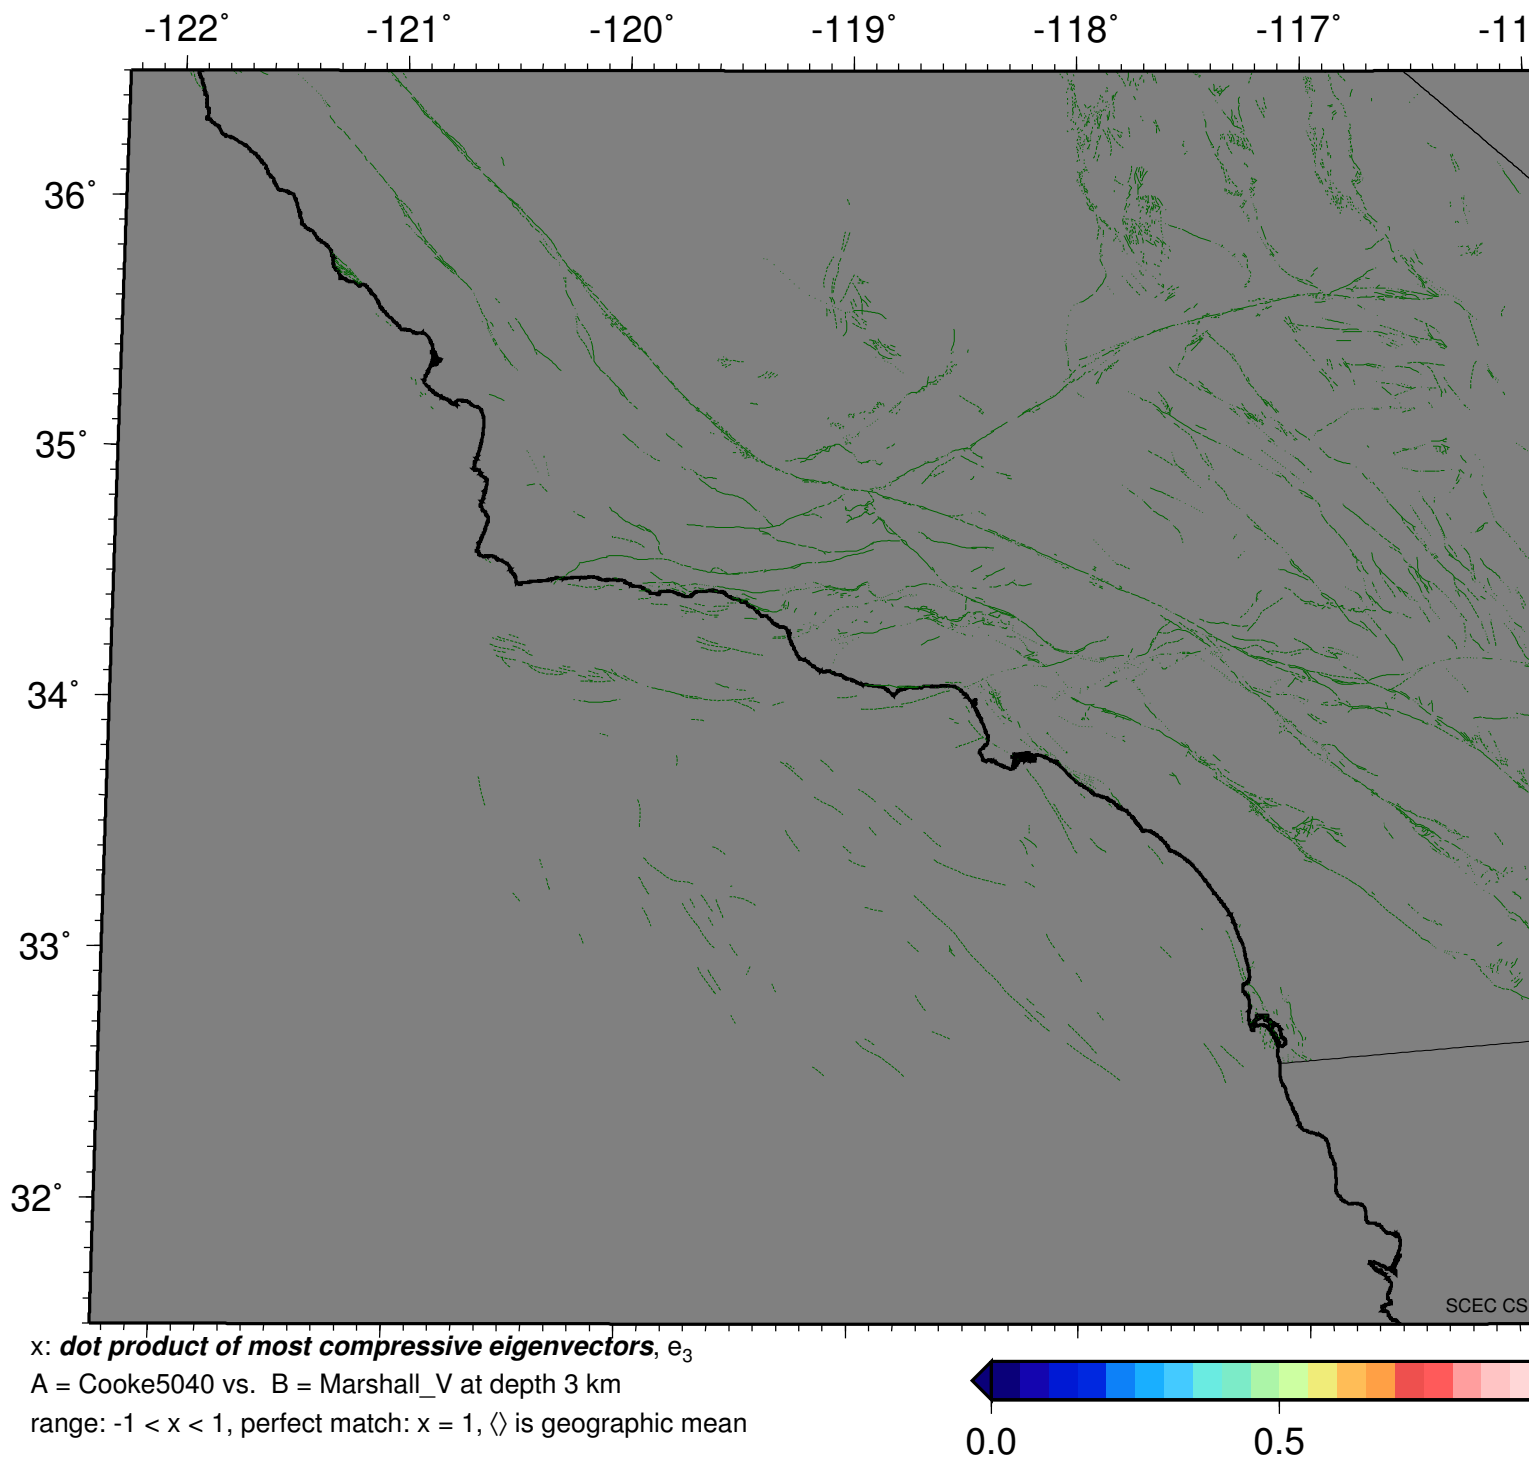 -122˚ -121˚ -120˚ -119˚ -118˚ -117˚ -11
36˚
35˚
34˚
33˚
32˚
SCEC CS
x: dot product of most compressive eigenvectors, e3
A = Cooke5040 vs. B = Marshall_V at depth 3 km
range: -1 < x < 1, perfect match: x = 1, ⟨⟩ is geographic mean
0.0 0.5